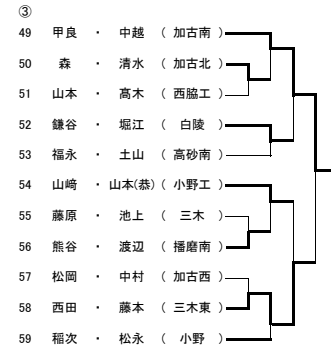 ③
49 甲良 ・ 中越 ( 加古南 )
50 森 ・ 清水 ( 加古北 )
51 山本 ・ 髙木 ( 西脇工 )
52 鎌谷 ・ 堀江 ( 白陵 )
53 福永 ・ 土山 ( 高砂南 )
54 山﨑 ・ 山本(恭) ( 小野工 )
55 藤原 ・ 池上 ( 三木 )
56 熊谷 ・ 渡辺 ( 播磨南 )
57 松岡 ・ 中村 ( 加古西 )
58 西田 ・ 藤本 ( 三木東 )
59 稲次 ・ 松永 ( 小野 )